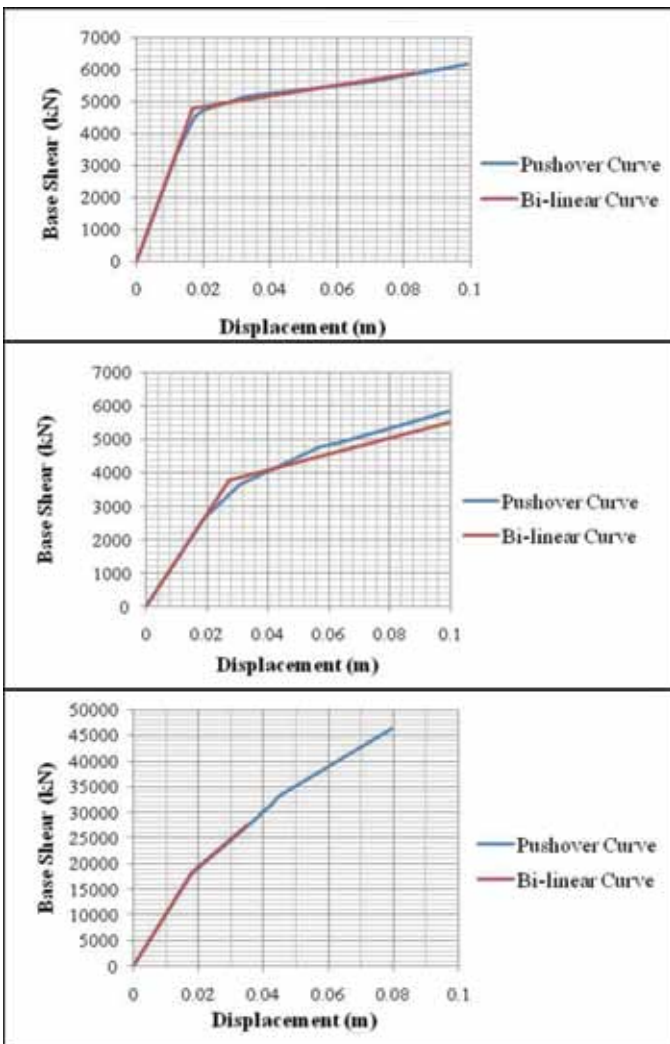 7000
6000
5000
4000
3000
2000
1000
0
Base Shear (kN)
0 0.02 0.04 0.06 0.08 0.1
Displacement (m)
Pushover Curve
Bi-linear Curve
7000
6000
5000
4000
3000
2000
1000
0
Base Shear (kN)
0 0.02 0.04 0.06 0.08 0.1
Displacement (m)
Pushover Curve
Bi-linear Curve
50000
45000
40000
35000
30000
25000
20000
15000
10000
5000
0
Base Shear (kN)
0 0.02 0.04 0.06 0.08 0.1
Displacement (m)
Pushover Curve
Bi-linear Curve